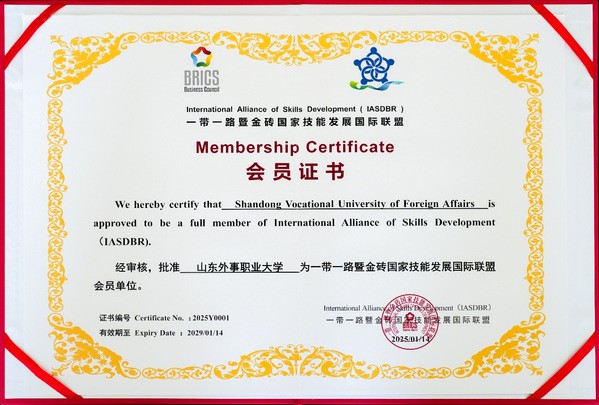 BRICS
Business Council
International Alliance of Skills Development ( IASDBR )
一带一路暨金砖国家技能发展国际联盟
Membership Certificate
会员证书
We hereby certify that Shandong Vocational University of Foreign Affairs is
approved to be a full member of International Alliance of Skills Development
（IASDBR).
经审核，批准 山东外事职业大学 为一带一路暨金砖国家技能发展国际联盟
会员单位。
International Alliance of Skills Development（IASDBR）
一带一路暨金砖国家技能发展国际联盟
证书编号 Certificate No. : 2025Y0001
有效期至 Expiry Date : 2029/01/14
2025/01/14